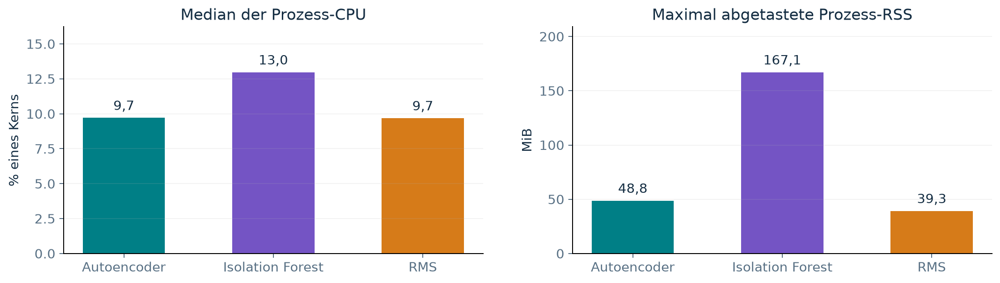 Median der Prozess-CPU
% eines Kerns
15.0
12.5
10.0
7.5
5.0
2.5
0.0
9,7
13,0
9,7
Autoencoder
Isolation Forest
RMS
Maximal abgetastete Prozess-RSS
MiB
200
150
100
50
0
48,8
167,1
39,3
Autoencoder
Isolation Forest
RMS